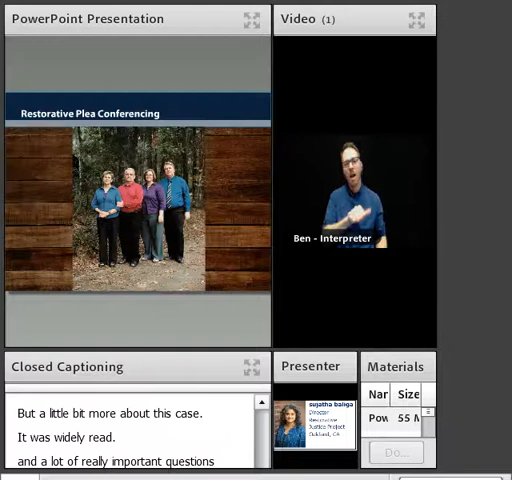 PowerPoint Presentation
Video (1)
Restorative Plea Conferencing
Ben - Interpreter
Closed Captioning
But a little bit more about this case.
It was widely read.
and a lot of really important questions
Presenter
sujatha baliga
Director
Restorative
Justice Project
Oakland, CA
Materials
Nar Size
Pow 55 M
Do...